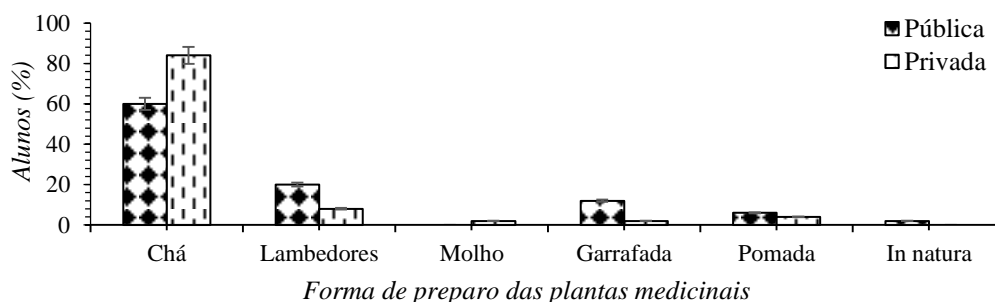 100
80
60
40
20
0
Alunos (%)
Pública
Privada
Chá Lambedores Molho Garrafada Pomada In natura
Forma de preparo das plantas medicinais